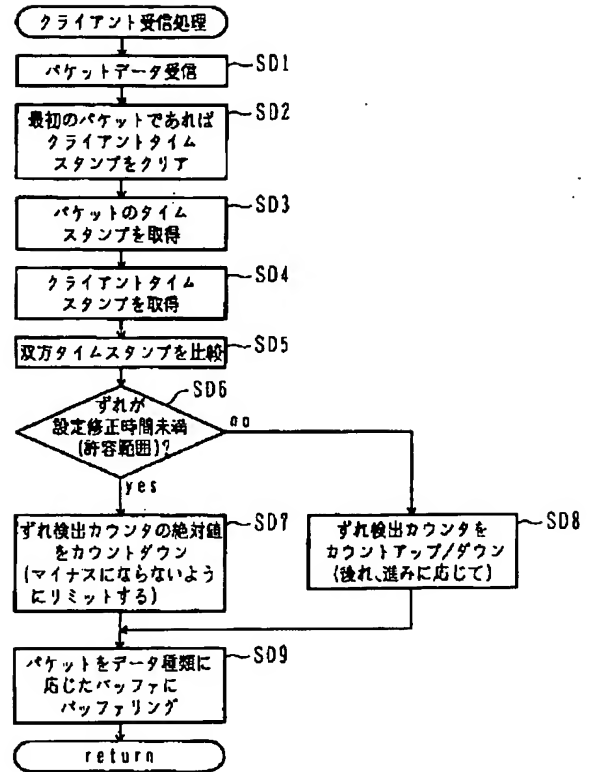 クライアント受信処理
パケットデータ受信
SD1
最初のパケットであれば
クライアントタイム
スタンプをクリア
SD2
パケットのタイム
スタンプを取得
SD3
クライアントタイム
スタンプを取得
SD4
双方タイムスタンプを比較
SD5
SD6
ずれが
設定修正時間未満
(許容範囲)?
no
yes
ずれ検出カウンタの絶対値
をカウントダウン
(マイナスにならないよう
にリミットする)
SD7
ずれ検出カウンタを
カウントアップ/ダウン
(後れ、進みに応じて)
SD8
パケットをデータ種類に
応じたバッファに
バッファリング
SD9
return